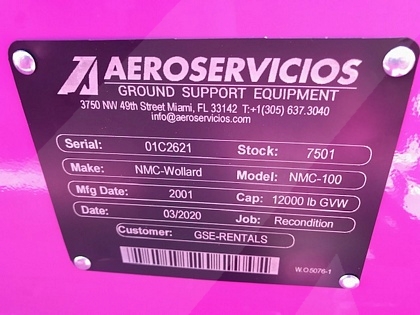 AEROSERVICIOS
GROUND SUPPORT EQUIPMENT
3750 NW 49th Street Miami, FL 33142 T:+1(305) 637.3040
info@aeroservicios.com
Serial: 01C2621 Stock: 7501
Make: NMC-Wollard Model: NMC-100
Mfg Date: 2001 Cap: 12000 lb GVW
Date: 03/2020 Job: Recondition
Customer: GSE-RENTALS
W.O5076-1